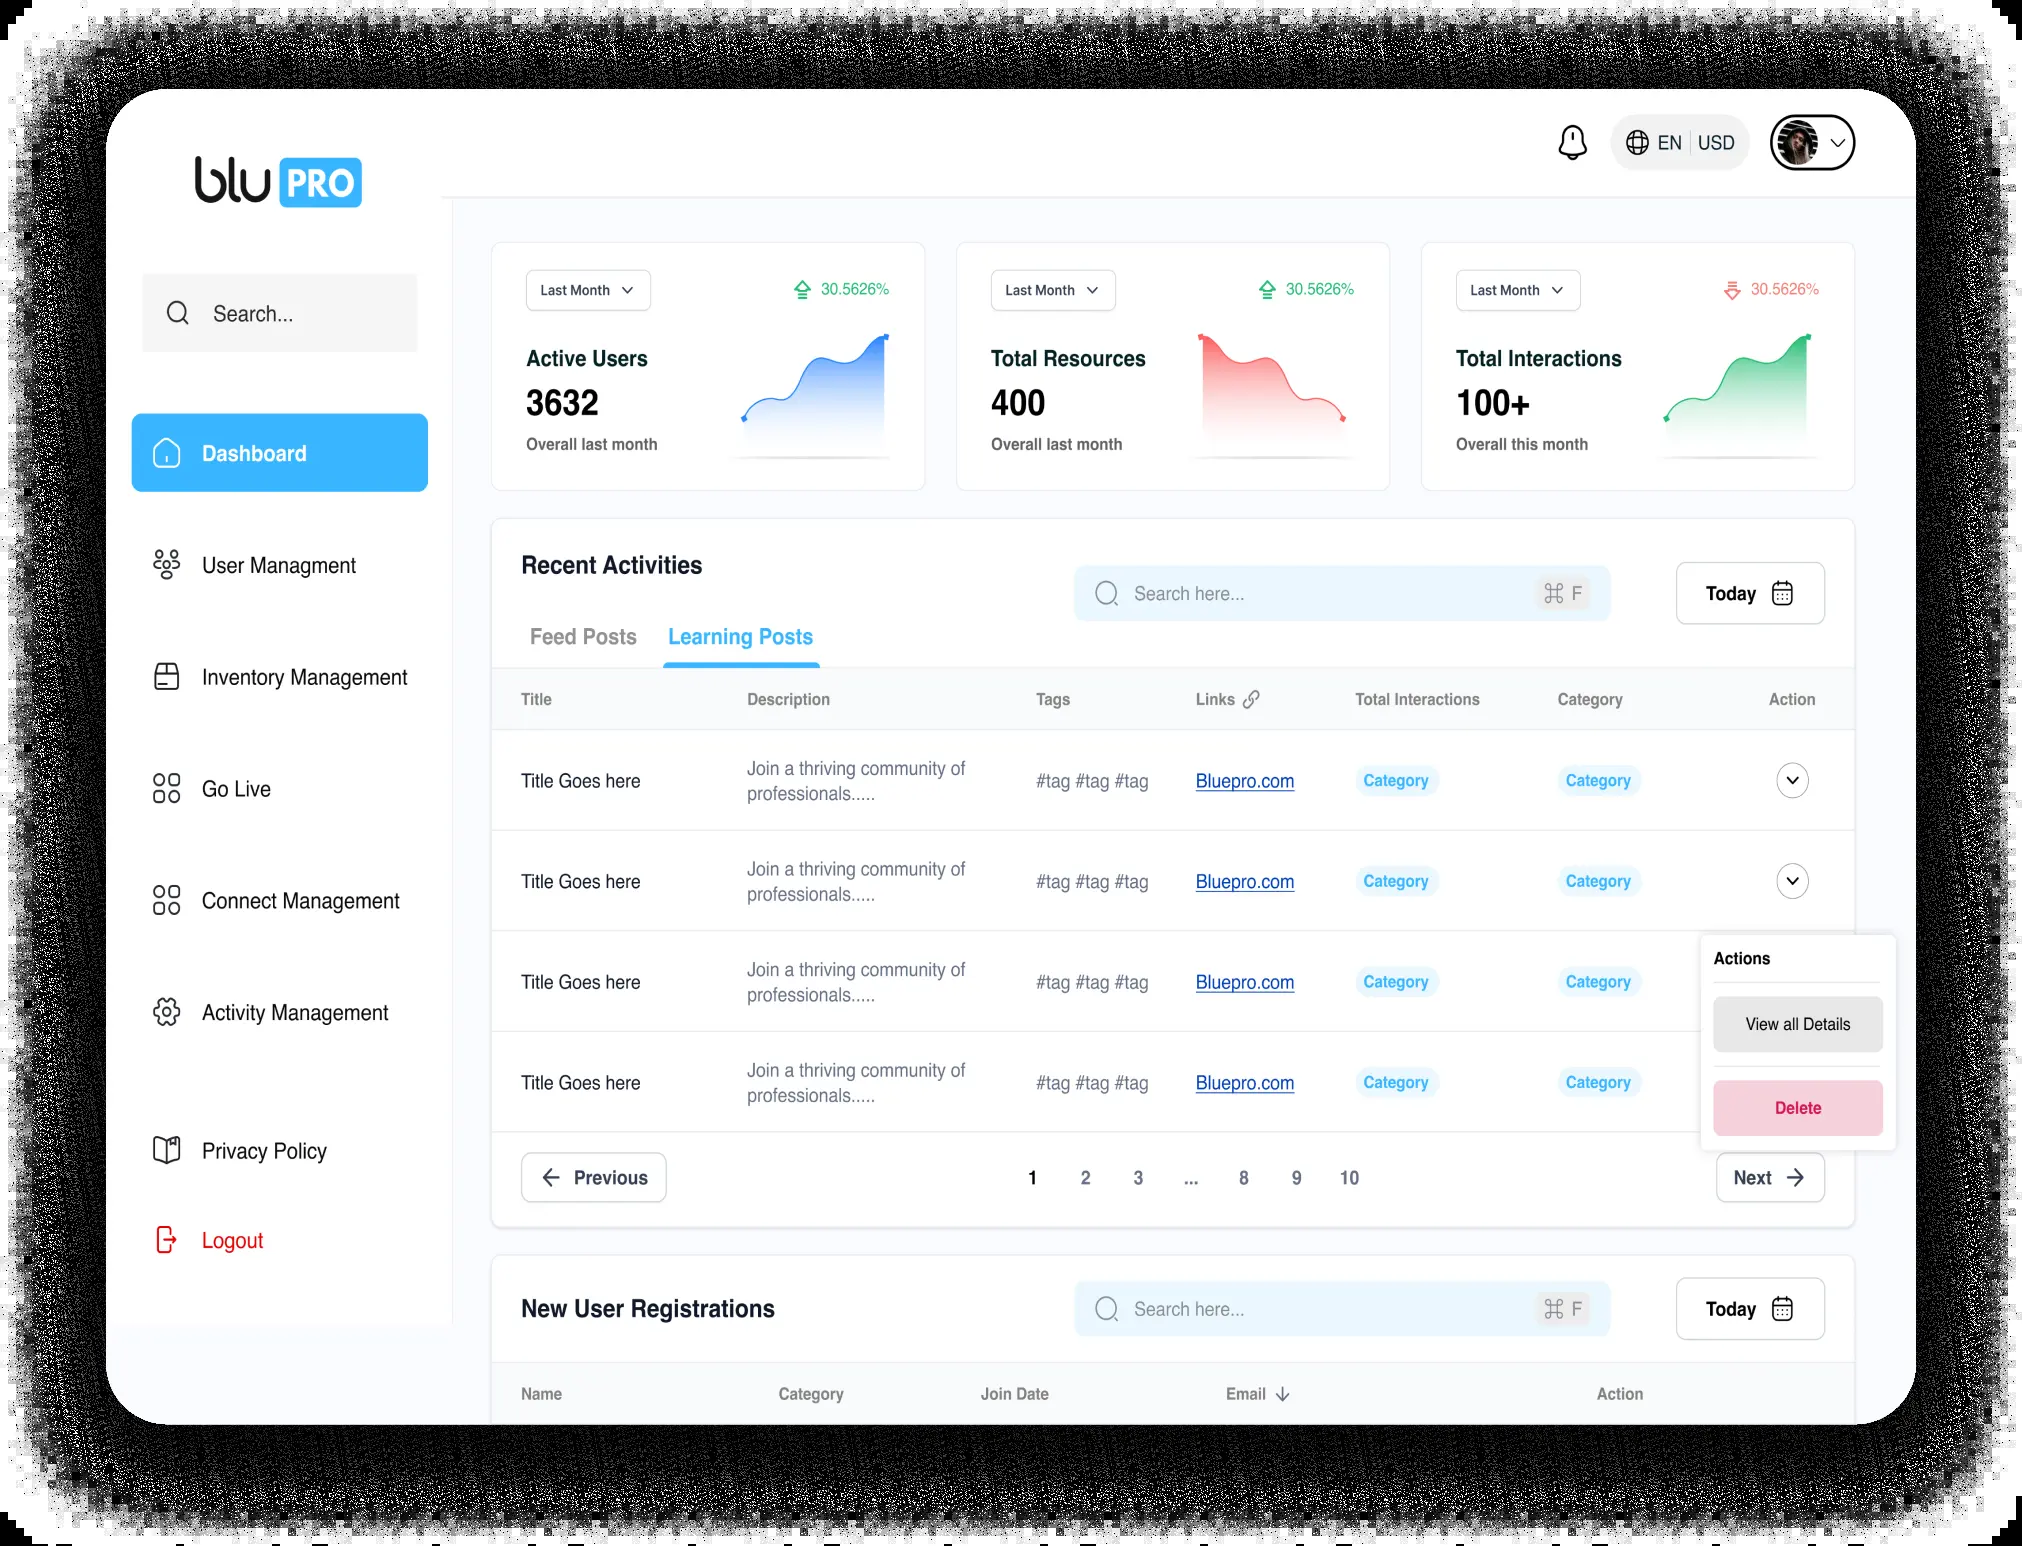 blu PRO
EN USD
Search...
Dashboard
User Managment
Inventory Management
Go Live
Connect Management
Activity Management
Privacy Policy
Logout
Last Month 30.5626%
Active Users
3632
Overall last month
Last Month 30.5626%
Total Resources
400
Overall last month
Last Month 30.5626%
Total Interactions
100+
Overall this month
Recent Activities
Search here... ⌘ F
Today
Feed Posts Learning Posts
Title Description Tags Links Total Interactions Category Action
Title Goes here
Join a thriving community of
professionals.....
#tag #tag #tag
Bluepro.com
Category
Category
Title Goes here
Join a thriving community of
professionals.....
#tag #tag #tag
Bluepro.com
Category
Category
Title Goes here
Join a thriving community of
professionals.....
#tag #tag #tag
Bluepro.com
Category
Category
Title Goes here
Join a thriving community of
professionals.....
#tag #tag #tag
Bluepro.com
Category
Category
Actions
View all Details
Delete
Previous 1 2 3 ... 8 9 10 Next
New User Registrations
Search here... ⌘ F
Today
Name Category Join Date Email Action